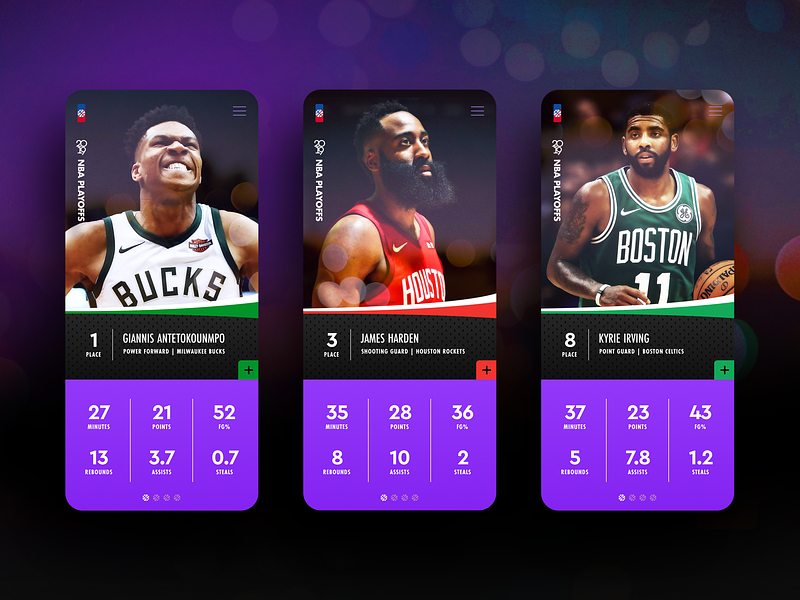 NBA PLAYOFFS
BUCKS
1
PLACE
GIANNIS ANTETOKOUNMPO
POWER FORWARD | MILWAUKEE BUCKS
+
27
MINUTES
21
POINTS
52
FG%
13
REBOUNDS
3.7
ASSISTS
0.7
STEALS
NBA PLAYOFFS
HOUSTO
3
PLACE
JAMES HARDEN
SHOOTING GUARD | HOUSTON ROCKETS
+
35
MINUTES
28
POINTS
36
FG%
8
REBOUNDS
10
ASSISTS
2
STEALS
NBA PLAYOFFS
BOSTON
11
SPALDING
8
PLACE
KYRIE IRVING
POINT GUARD | BOSTON CELTICS
+
37
MINUTES
23
POINTS
43
FG%
5
REBOUNDS
7.8
ASSISTS
1.2
STEALS